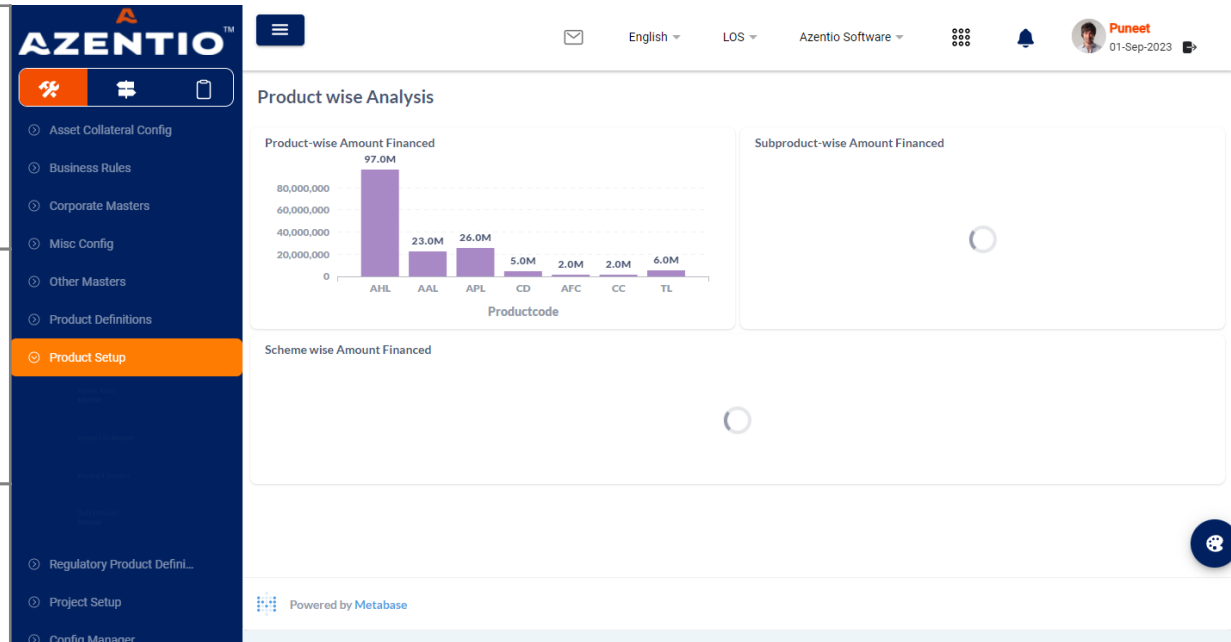 AZENTIO™
English
LOS
Azentio Software
Puneet
01-Sep-2023
Asset Collateral Config
Business Rules
Corporate Masters
Misc Config
Other Masters
Product Definitions
Product Setup
Regulatory Product Defini...
Project Setup
Config Manager
Product wise Analysis
Product-wise Amount Financed
97.0M
80,000,000
60,000,000
40,000,000
20,000,000
0
23.0M
26.0M
5.0M
2.0M
2.0M
6.0M
AHL
AAL
APL
CD
AFC
CC
TL
Productcode
Subproduct-wise Amount Financed
Scheme wise Amount Financed
Powered by Metabase